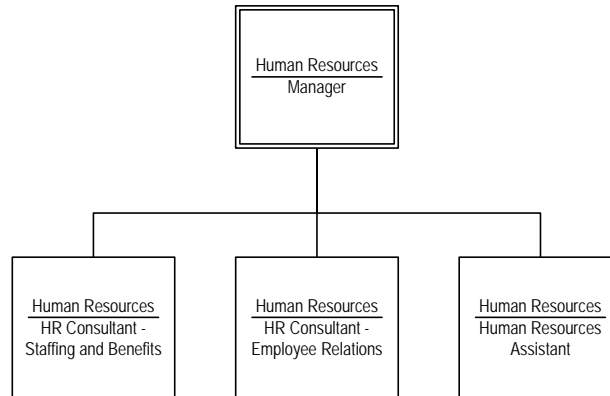 Human Resources
Manager
Human Resources
HR Consultant -
Staffing and Benefits
Human Resources
HR Consultant -
Employee Relations
Human Resources
Human Resources
Assistant